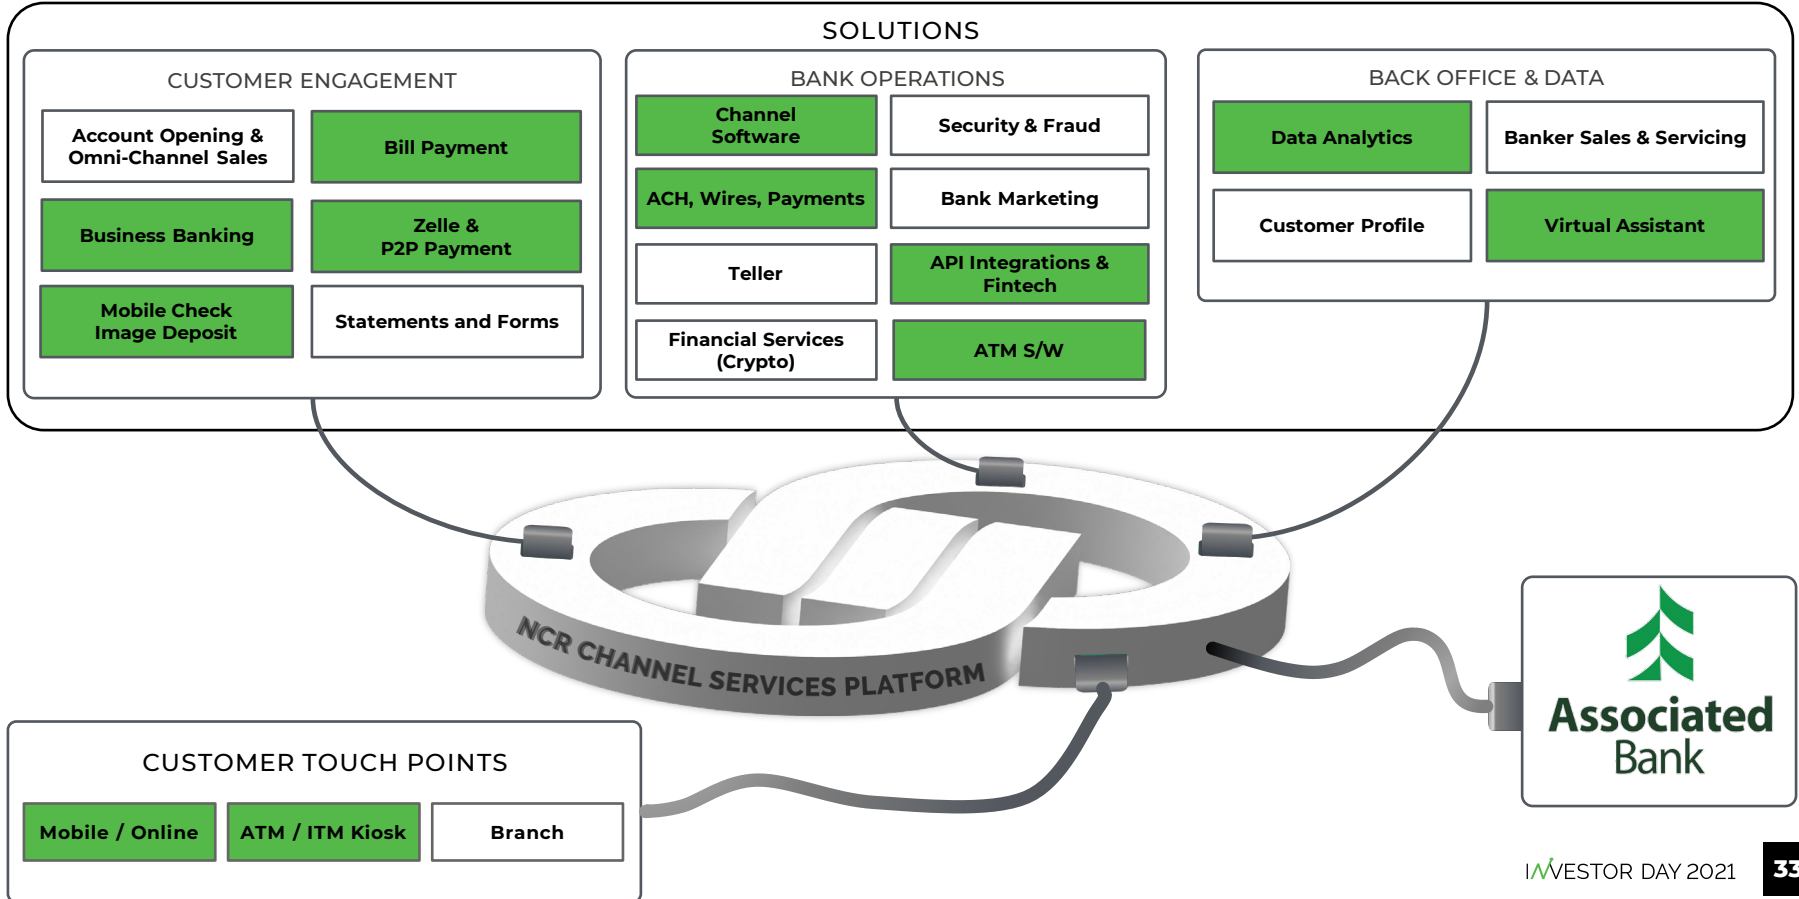 SOLUTIONS
CUSTOMER ENGAGEMENT
Account Opening &
Omni-Channel Sales
Bill Payment
Business Banking
Zelle &
P2P Payment
Mobile Check
Image Deposit
Statements and Forms
BANK OPERATIONS
Channel
Software
Security & Fraud
ACH, Wires, Payments
Bank Marketing
Teller
API Integrations &
Fintech
Financial Services
(Crypto)
ATM S/W
BACK OFFICE & DATA
Data Analytics
Banker Sales & Servicing
Customer Profile
Virtual Assistant
NCR CHANNEL SERVICES PLATFORM
Associated
Bank
CUSTOMER TOUCH POINTS
Mobile / Online
ATM / ITM Kiosk
Branch
INVESTOR DAY 2021
33